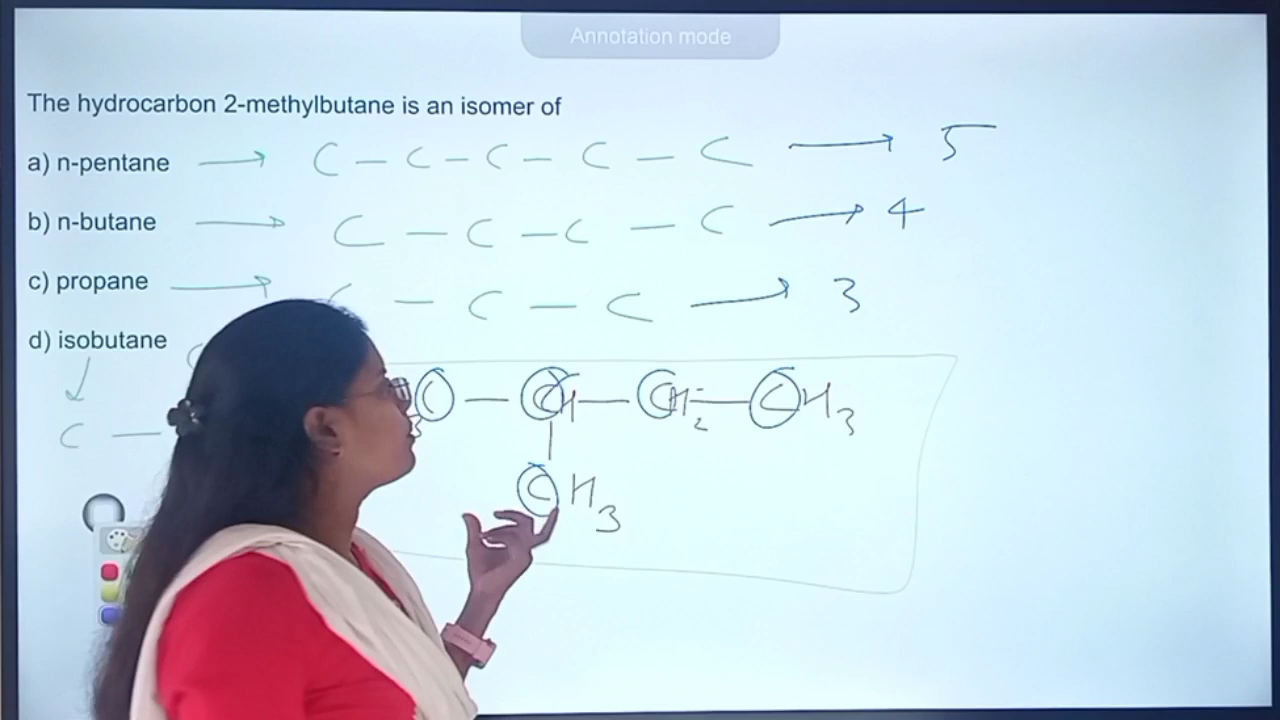 Annotation mode
The hydrocarbon 2-methylbutane is an isomer of
a) n-pentane → C – C – C – C – C → 5
b) n-butane → C – C – C – C → 4
c) propane → C – C – C → 3
d) isobutane
C – CH – CH2 – CH3
C –
CH3